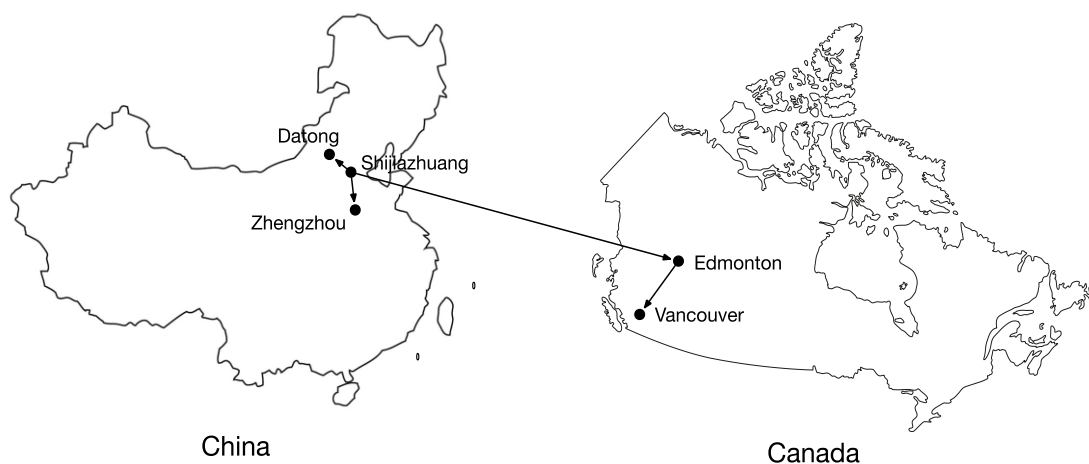 Datong
Shijiazhuang
Zhengzhou
Edmonton
Vancouver
China
Canada